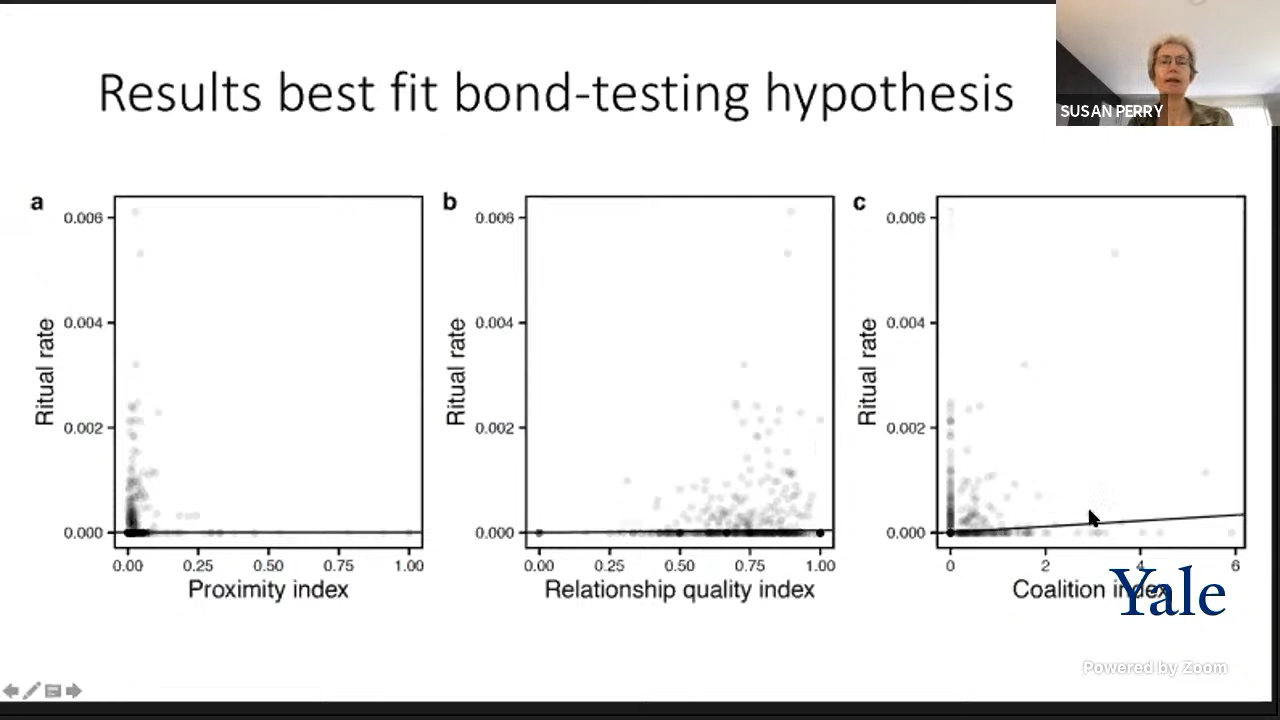 Results best fit bond-testing hypothesis
SUSAN PERRY
a
0.006
0.004
0.002
0.000
Ritual rate
0.00 0.25 0.50 0.75 1.00
Proximity index
b
0.006
0.004
0.002
0.000
Ritual rate
0.00 0.25 0.50 0.75 1.00
Relationship quality index
c
0.006
0.004
0.002
0.000
Ritual rate
0 2 4 6
Coalition index
Yale
Powered by Zoom